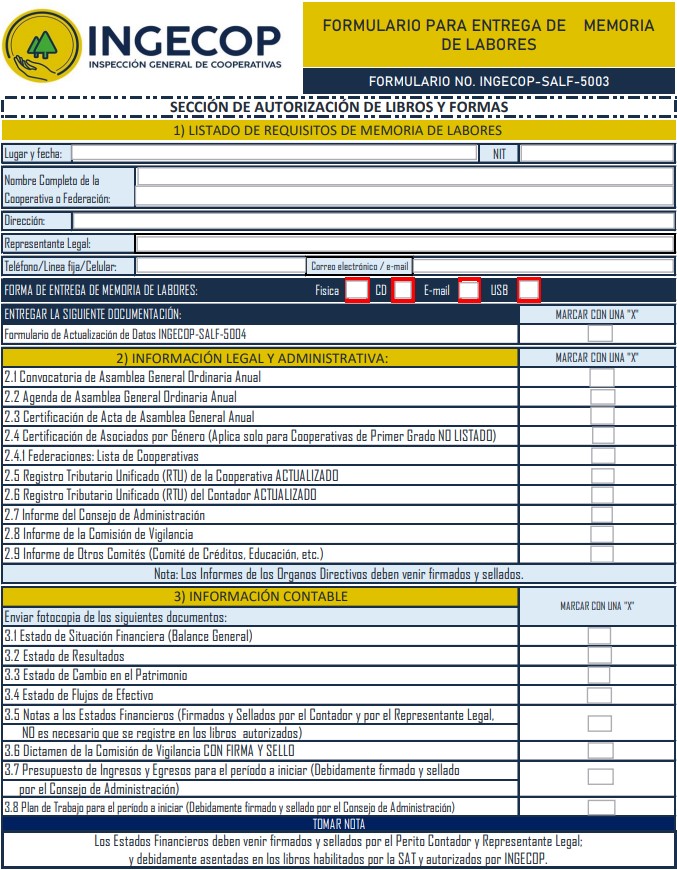 INGECOP
INSPECCIÓN GENERAL DE COOPERATIVAS
FORMULARIO PARA ENTREGA DE MEMORIA
DE LABORES
FORMULARIO NO. INGECOP-SALF-5003
SECCIÓN DE AUTORIZACIÓN DE LIBROS Y FORMAS
1) LISTADO DE REQUISITOS DE MEMORIA DE LABORES
Lugar y fecha: NIT
Nombre Completo de la
Cooperativa o Federación:
Dirección:
Representante Legal:
Teléfono/Linea fija/Celular: Correo electrónico / e-mail
FORMA DE ENTREGA DE MEMORIA DE LABORES: Fisica CD E-mail USB
ENTREGAR LA SIGUIENTE DOCUMENTACIÓN: MARCAR CON UNA "X"
Formulario de Actualización de Datos INGECOP-SALF-5004
2) INFORMACIÓN LEGAL Y ADMINISTRATIVA: MARCAR CON UNA "X"
2.1 Convocatoria de Asamblea General Ordinaria Anual
2.2 Agenda de Asamblea General Ordinaria Anual
2.3 Certificación de Acta de Asamblea General Anual
2.4 Certificación de Asociados por Género (Aplica solo para Cooperativas de Primer Grado NO LISTADO)
2.4.1 Federaciones: Lista de Cooperativas
2.5 Registro Tributario Unificado (RTU) de la Cooperativa ACTUALIZADO
2.6 Registro Tributario Unificado (RTU) del Contador ACTUALIZADO
2.7 Informe del Consejo de Administración
2.8 Informe de la Comisión de Vigilancia
2.9 Informe de Otros Comités (Comité de Créditos, Educación, etc.)
Nota: Los Informes de los Organos Directivos deben venir firmados y sellados.
3) INFORMACIÓN CONTABLE
MARCAR CON UNA "X"
Enviar fotocopia de los siguientes documentos:
3.1 Estado de Situación Financiera (Balance General)
3.2 Estado de Resultados
3.3 Estado de Cambio en el Patrimonio
3.4 Estado de Flujos de Efectivo
3.5 Notas a los Estados Financieros (Firmados y Sellados por el Contador y por el Representante Legal,
NO es necesario que se registre en los libros autorizados)
3.6 Dictamen de la Comisión de Vigilancia CON FIRMA Y SELLO
3.7 Presupuesto de Ingresos y Egresos para el período a iniciar (Debidamente firmado y sellado
por el Consejo de Administración)
3.8 Plan de Trabajo para el período a iniciar (Debidamente firmado y sellado por el Consejo de Administración)
TOMAR NOTA
Los Estados Financieros deben venir firmados y sellados por el Perito Contador y Representante Legal;
y debidamente asentadas en los libros habilitados por la SAT y autorizados por INGECOP.